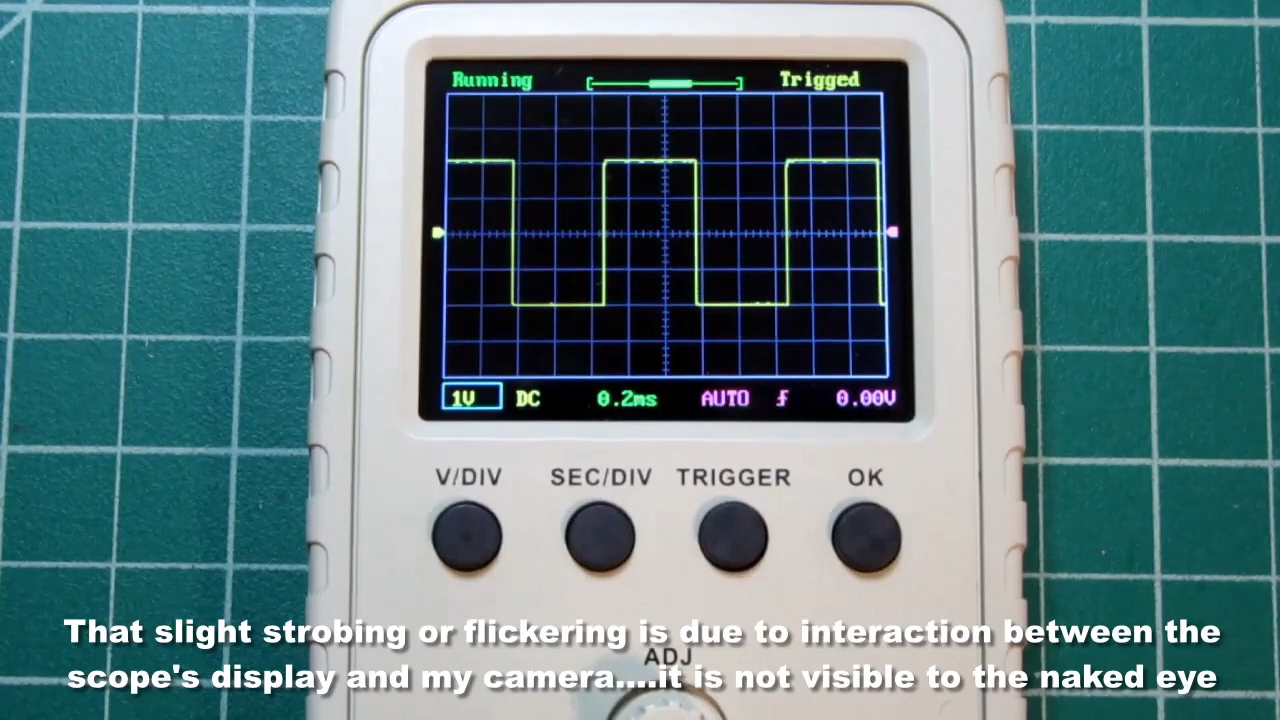 Running Trigged
1V DC 0.2ms AUTO 0.00V
V/DIV SEC/DIV TRIGGER OK
That slight strobing or flickering is due to interaction between the
ADJ
scope's display and my camera....it is not visible to the naked eye